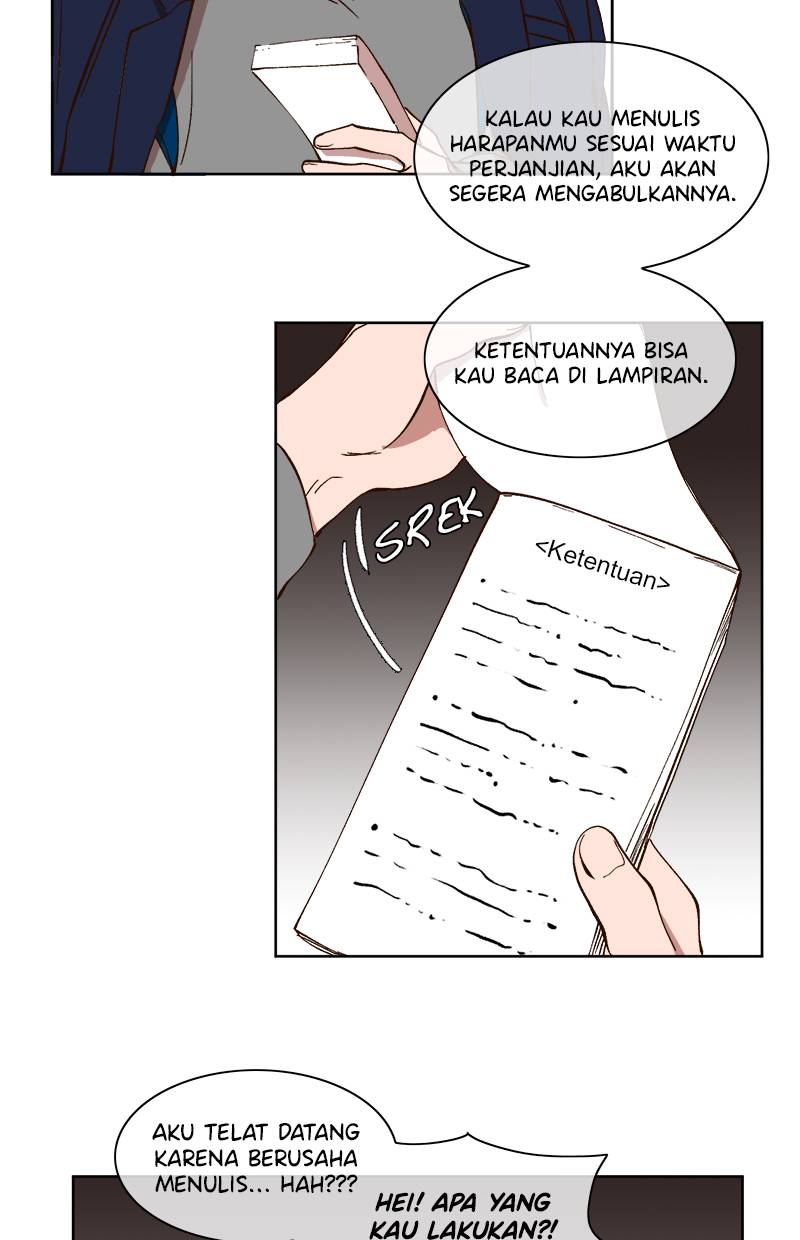 KALAU KAU MENULIS
HARAPANMU SESUAI WAKTU
PERJANJIAN, AKU AKAN
SEGERA MENGABULKANNYA.
KETENTUANNYA BISA
KAU BACA DI LAMPIRAN.
SREK
<Ketentuan>
AKU TELAT DATANG
KARENA BERUSAHA
MENULIS... HAH???
HEI! APA YANG
KAU LAKUKAN?!